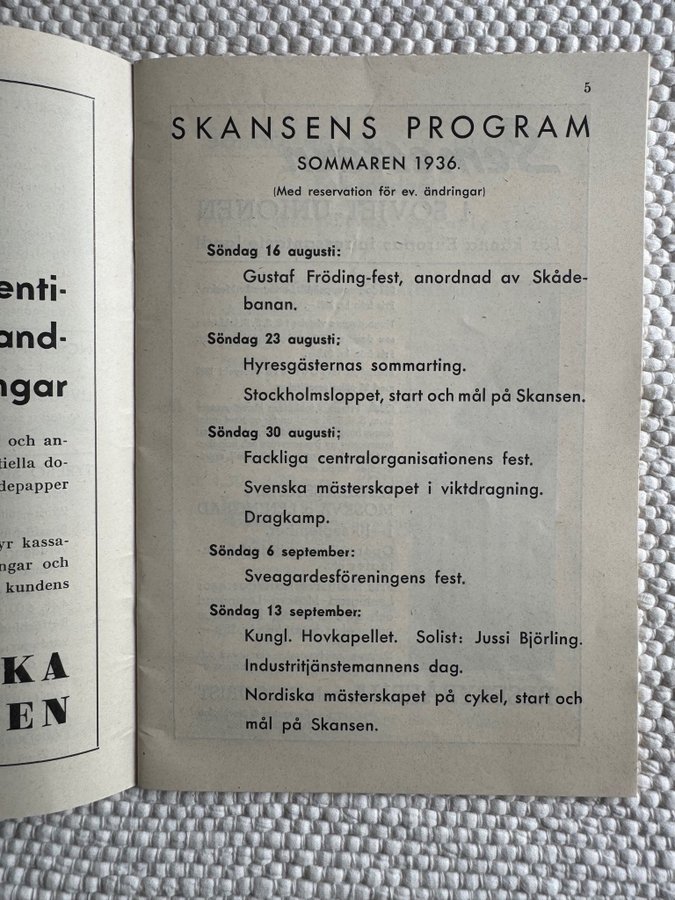 enti-
and-
ngar
och an-
tiella do-
depapper
yr kassa-
ngar och
kundens
KA
EN
5
SKANSENS PROGRAM
SOMMAREN 1936.
(Med reservation för ev. ändringar)
Söndag 16 augusti:
Gustaf Fröding-fest, anordnad av Skåde-
banan.
Söndag 23 augusti:
Hyresgästernas sommarting.
Stockholmsloppet, start och mål på Skansen.
Söndag 30 augusti:
Fackliga centralorganisationens fest.
Svenska mästerskapet i viktdragning.
Dragkamp.
Söndag 6 september:
Sveagardesföreningens fest.
Söndag 13 september:
Kungl. Hovkapellet. Solist: Jussi Björling.
Industritjänstemannens dag.
Nordiska mästerskapet på cykel, start och
mål på Skansen.